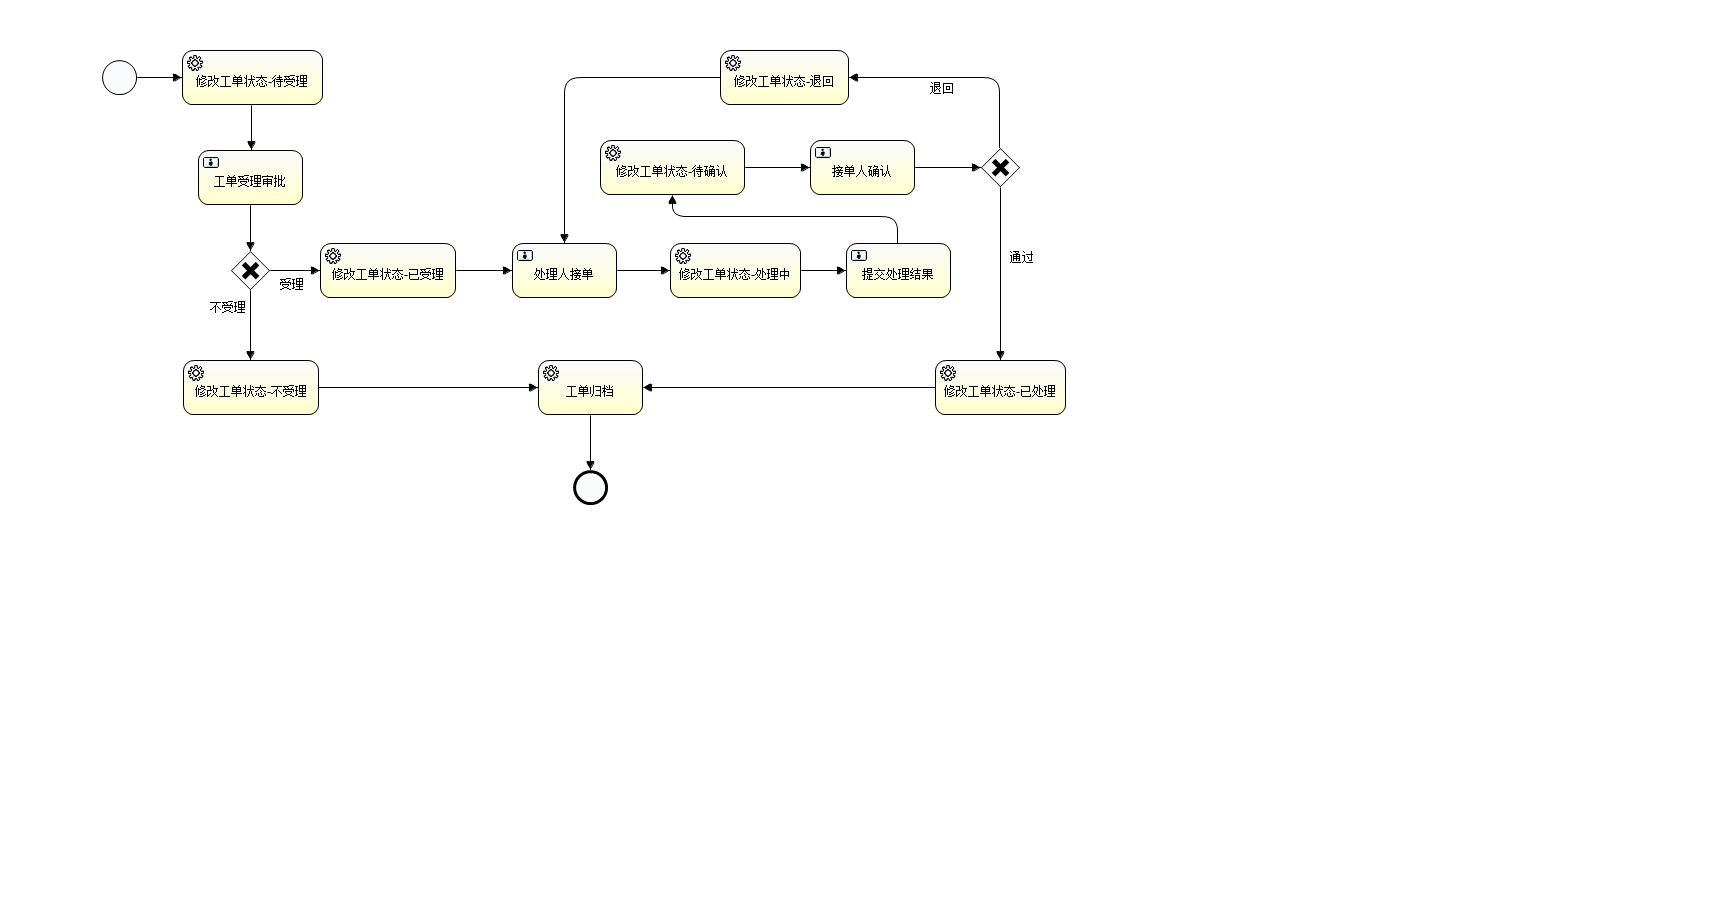 修改工单状态-待受理
修改工单状态-退回
退回
工单受理审批
修改工单状态-待确认
接单人确认
受理
修改工单状态-已受理
处理人接单
修改工单状态-处理中
提交处理结果
通过
不受理
修改工单状态-不受理
工单归档
修改工单状态-已处理